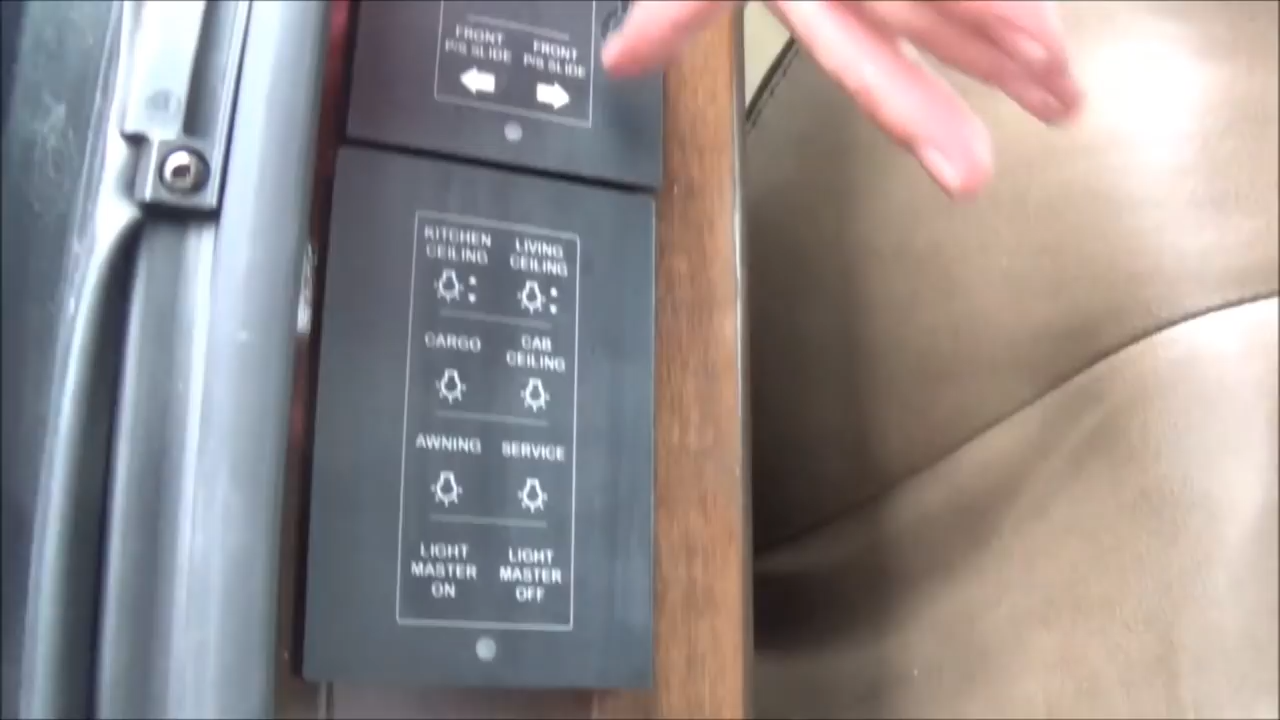 FRONT
P/S SLIDE
FRONT
P/S SLIDE
KITCHEN
CEILING
LIVING
CEILING
CARGO
CAB
CEILING
AWNING
SERVICE
LIGHT
MASTER
ON
LIGHT
MASTER
OFF